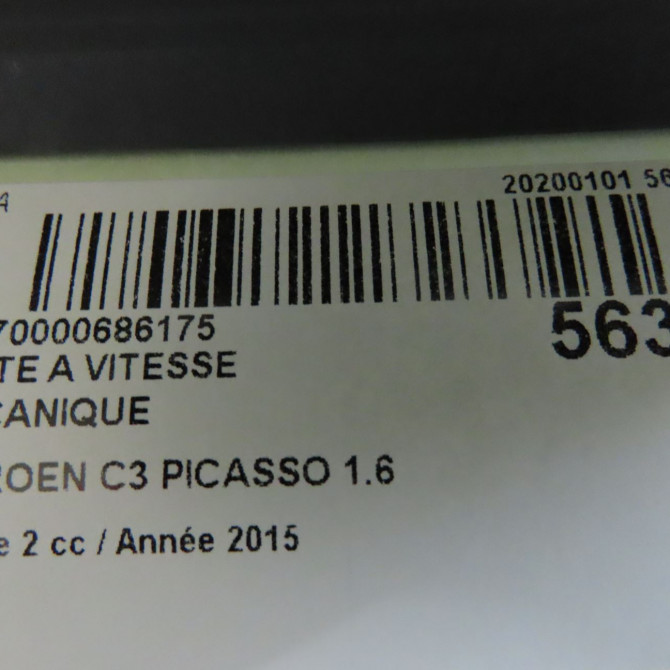 20200101 56
70000686175
563
TE A VITESSE
CANIQUE
ROEN C3 PICASSO 1.6
e 2 cc / Année 2015